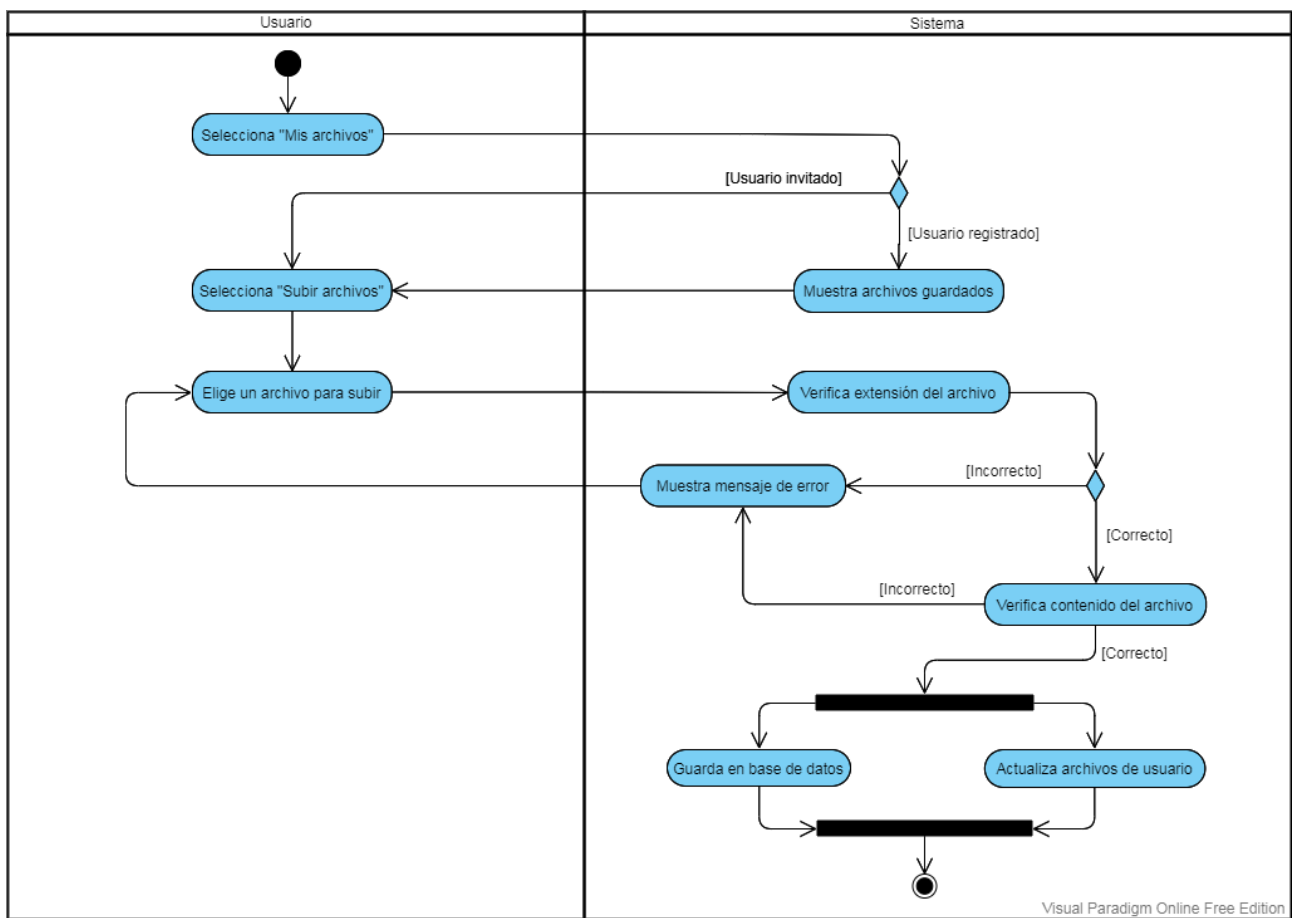 Usuario
Sistema
Selecciona "Mis archivos"
[Usuario invitado]
[Usuario registrado]
Selecciona "Subir archivos"
Muestra archivos guardados
Elige un archivo para subir
Verifica extensión del archivo
[Incorrecto]
Muestra mensaje de error
[Correcto]
[Incorrecto]
Verifica contenido del archivo
[Correcto]
Guarda en base de datos
Actualiza archivos de usuario
Visual Paradigm Online Free Edition